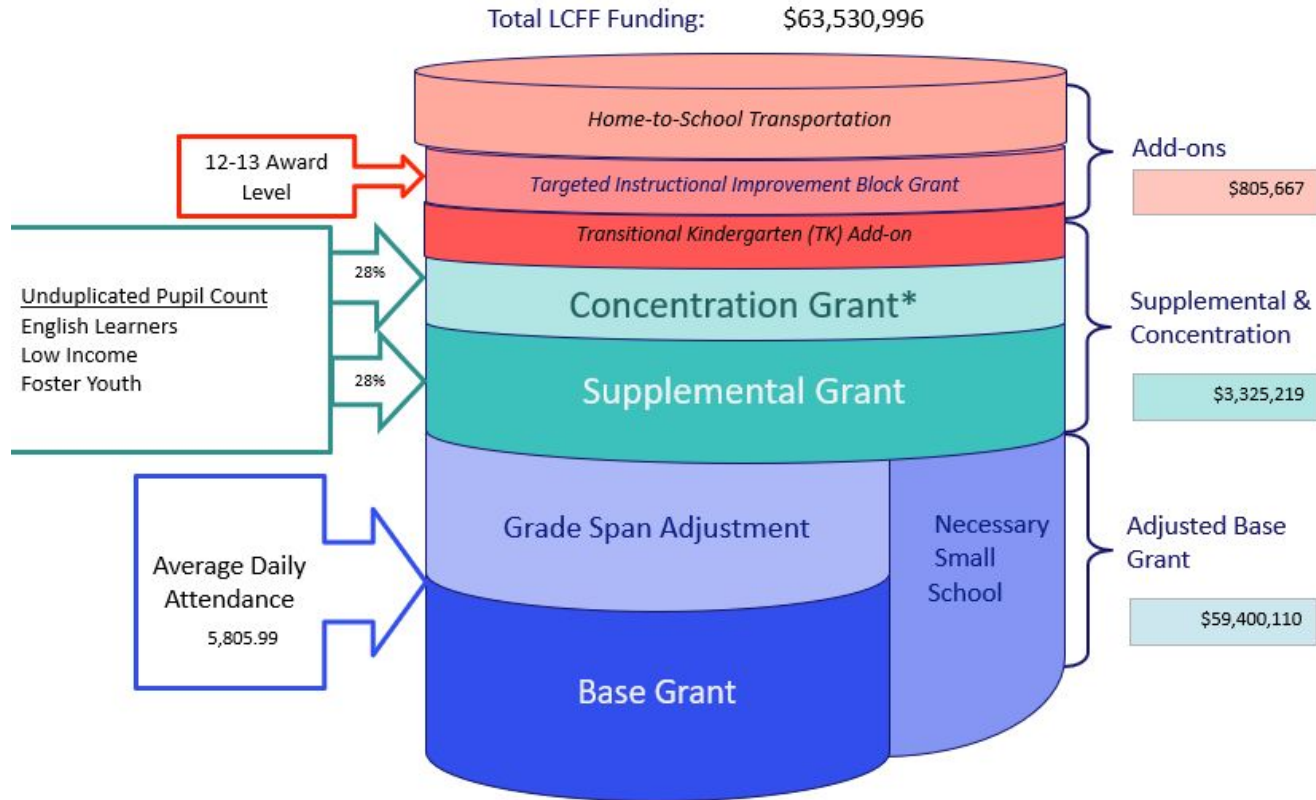 Total LCFF Funding: $63,530,996
Home-to-School Transportation
12-13 Award
Level
Targeted Instructional Improvement Block Grant
Add-ons
$805,667
Transitional Kindergarten (TK) Add-on
Unduplicated Pupil Count
English Learners
Low Income
Foster Youth
28%
28%
Concentration Grant*
Supplemental Grant
Supplemental &
Concentration
$3,325,219
Average Daily
Attendance
5,805.99
Grade Span Adjustment
Necessary
Small
School
Base Grant
Adjusted Base
Grant
$59,400,110